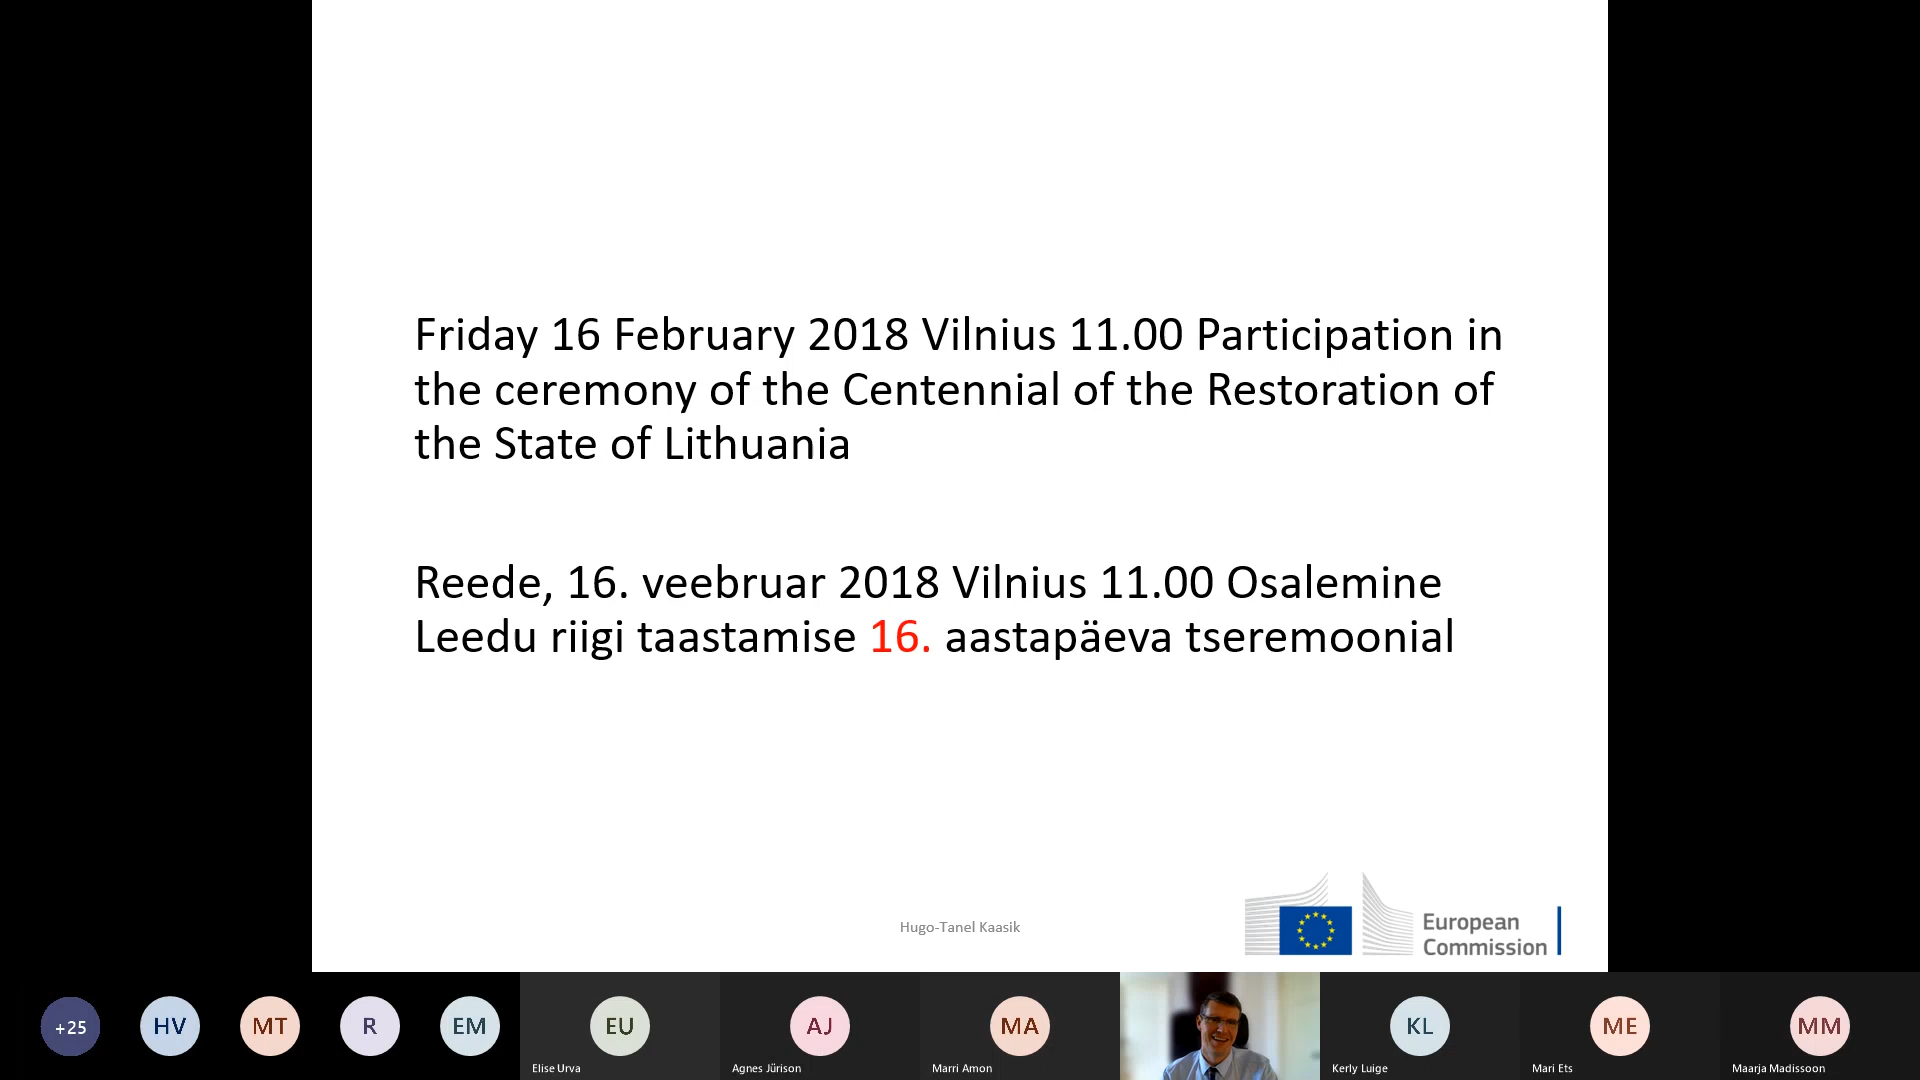 Friday 16 February 2018 Vilnius 11.00 Participation in
the ceremony of the Centennial of the Restoration of
the State of Lithuania
Reede, 16. veebruar 2018 Vilnius 11.00 Osalemine
Leedu riigi taastamise 16. aastapäeva tseremoonial
Hugo-Tanel Kaasik
European
Commission
+25
HV
MT
R
EM
EU
AJ
MA
KL
ME
MM
Elise Urva
Agnes Jürison
Marri Amon
Kerly Luige
Mari Ets
Maarja Madissoon